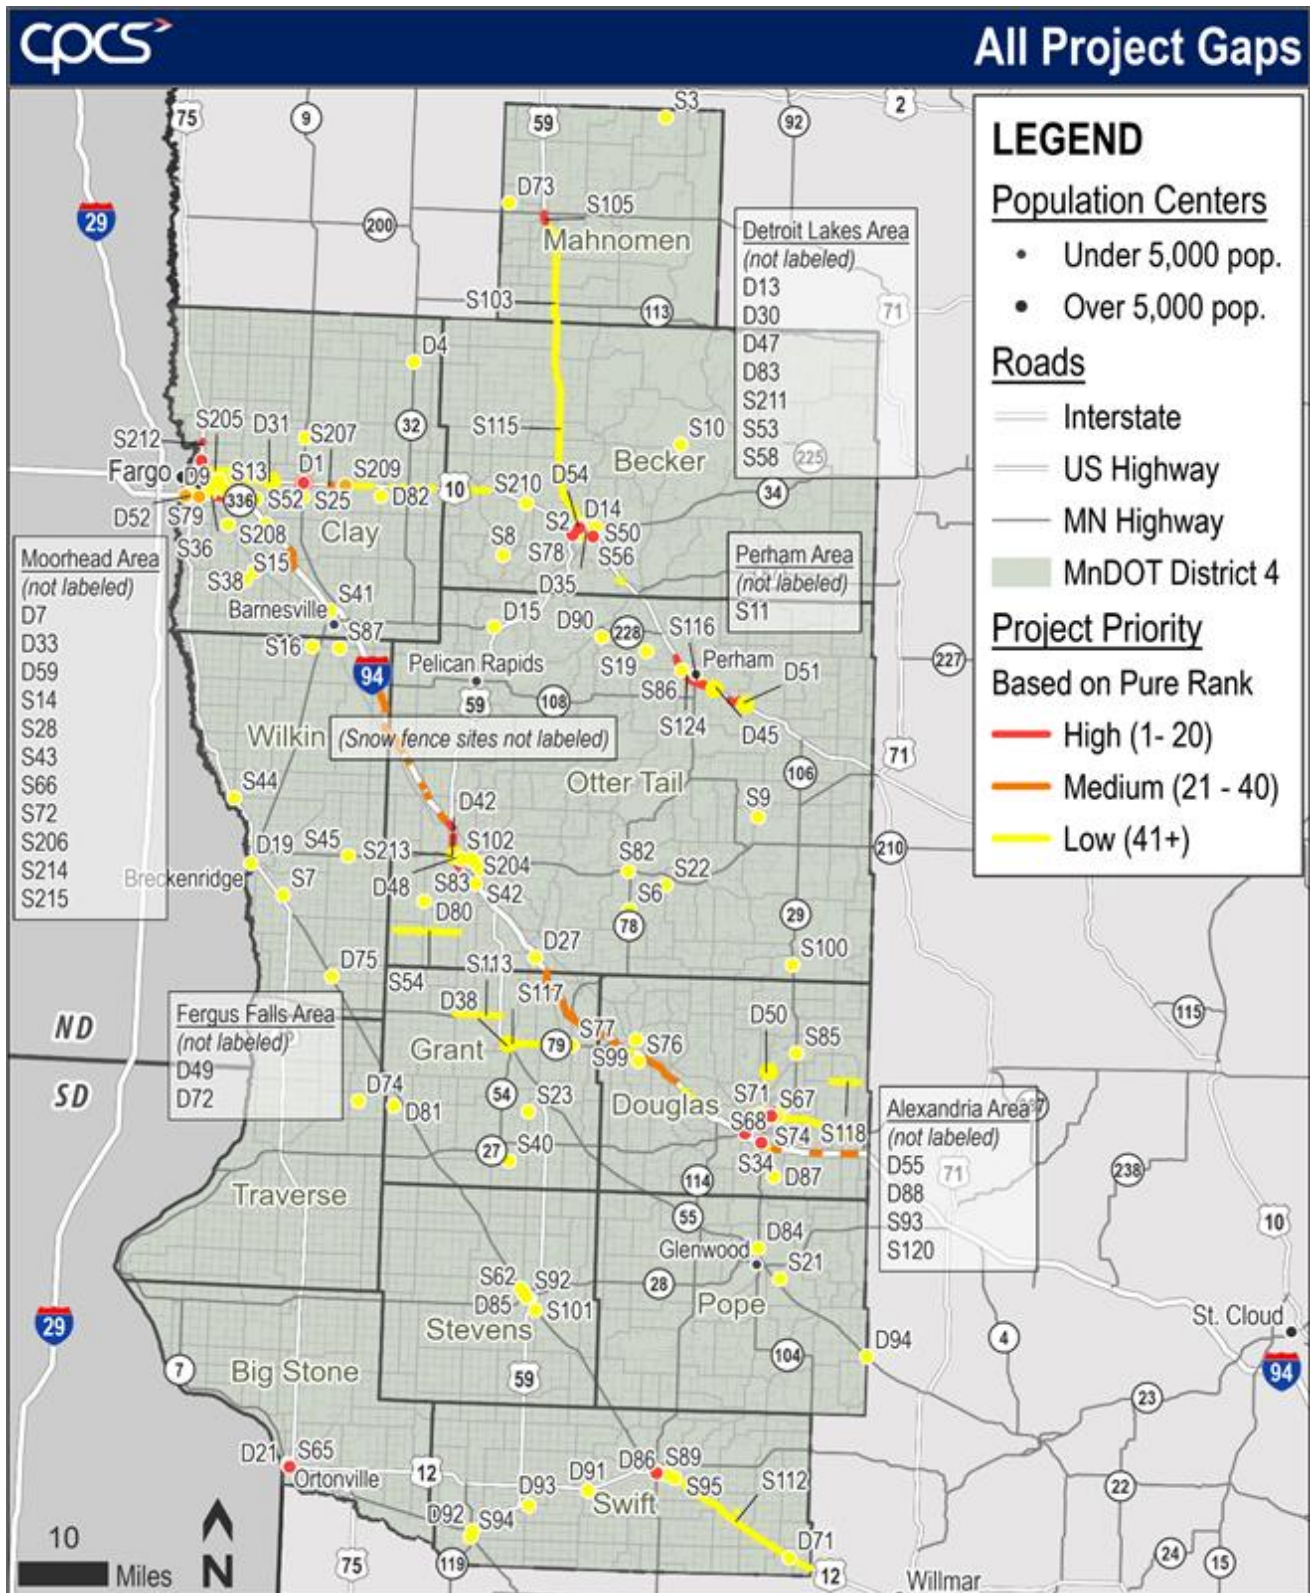 cpcs
All Project Gaps
LEGEND
Population Centers
Under 5,000 pop.
Over 5,000 pop.
Roads
Interstate
US Highway
MN Highway
MnDOT District 4
Project Priority
Based on Pure Rank
High (1- 20)
Medium (21 - 40)
Low (41+)
75
9
59
S3
92
2
29
D73
S105
200
Mahnomen
Detroit Lakes Area
(not labeled)
D13
D30
D47
D83
S211
S53
S58
S103
113
71
D4
32
S205
D31
S207
S115
S10
Becker
225
S212
Fargo
D9
S13
D1
S209
D54
34
336
S52
S25
D82
10
S210
D52
S79
Clay
S2
D14
S50
S36
S208
S8
S78
S56
Moorhead Area
(not labeled)
D7
D33
D59
S14
S28
S43
S66
S72
S206
S214
S215
S15
S38
D35
Perham Area
(not labeled)
S11
Barnesville
S41
D15
D90
228
S116
S16
S87
S19
Perham
D51
227
94
Pelican Rapids
59
108
S86
S124
D45
Wilkin
(Snow fence sites not labeled)
71
Otter Tail
106
S44
D42
S9
210
D19
S45
S213
S102
S204
S82
S22
Breckenridge
S7
D48
S83
S42
S6
D80
78
29
D27
S100
D75
S54
S113
S117
D50
115
ND
SD
Fergus Falls Area
(not labeled)
D49
D72
D38
S77
S76
S85
Grant
79
S99
D74
D81
54
S23
Douglas
S71
S67
S68
S74
S118
Alexandria Area
(not labeled)
D55
D88
S93
S120
27
S40
S34
D87
71
238
Traverse
114
55
D84
10
Glenwood
S21
S62
S92
28
D85
S101
Pope
Stevens
St. Cloud
29
D94
4
94
7
Big Stone
59
104
23
D21
S65
Ortonville
12
D86
S89
D93
D91
S95
S112
22
Swift
D92
S94
D71
10
Miles
N
75
119
12
24
15
Willmar